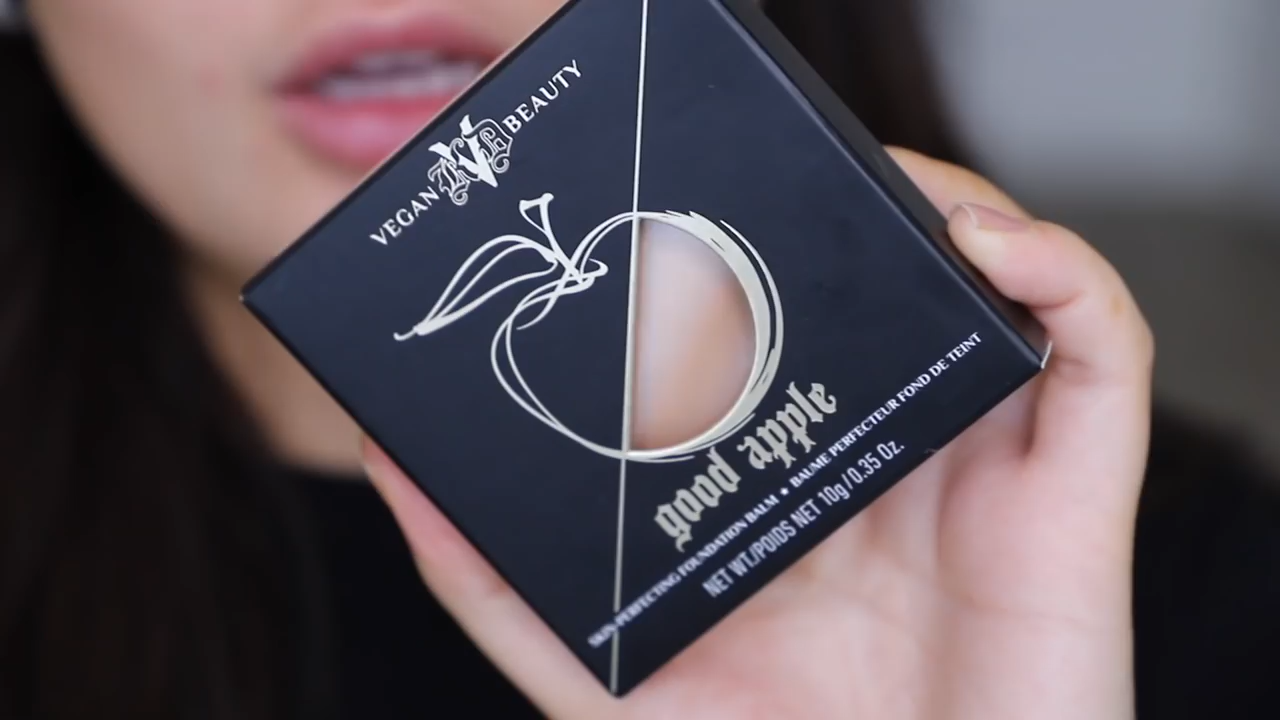 VEGAN KVD BEAUTY
good apple
SKIN-PERFECTING FOUNDATION BALM • BAUME PERFECTEUR FOND DE TEINT
NET WT./POIDS NET 10g/0.35 Oz.